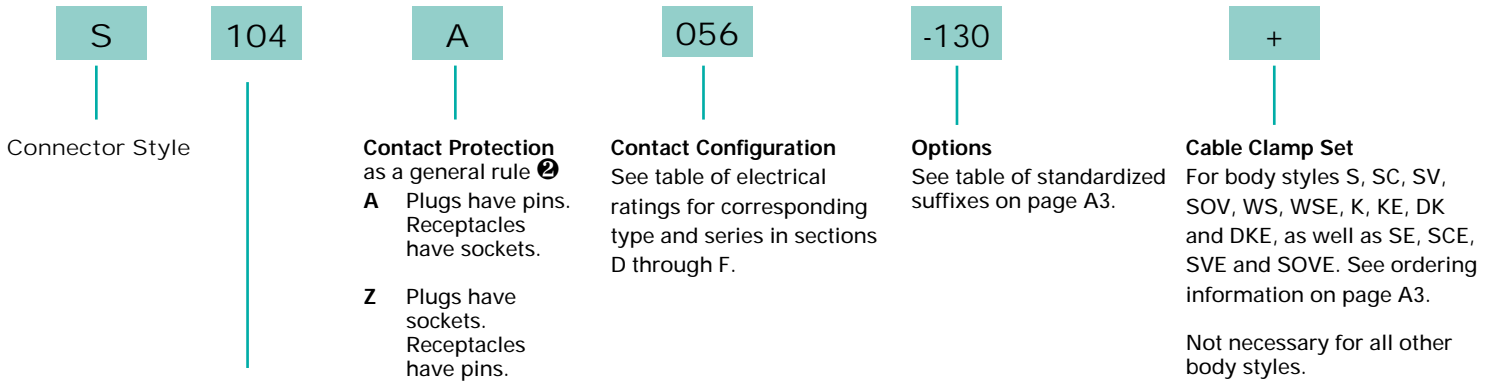 S 104 A 056 -130 +
Connector Style
Contact Protection
as a general rule ❷
A Plugs have pins.
Receptacles
have sockets.
Z Plugs have
sockets.
Receptacles
have pins.
Contact Configuration
See table of electrical
ratings for corresponding
type and series in sections
D through F.
Options
See table of standardized
suffixes on page A3.
Cable Clamp Set
For body styles S, SC, SV,
SOV, WS, WSE, K, KE, DK
and DKE, as well as SE, SCE,
SVE and SOVE. See ordering
information on page A3.
Not necessary for all other
body styles.